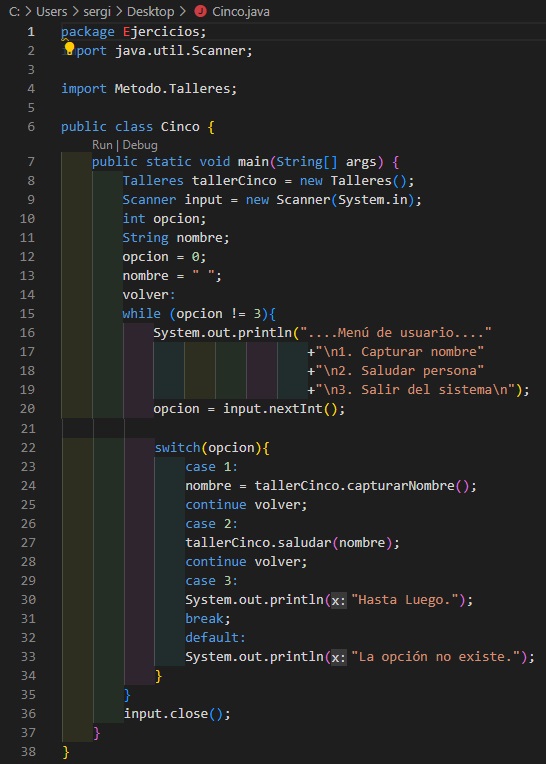 C: > Users > sergi > Desktop > Cinco.java
1 package Ejercicios;
2 port java.util.Scanner;
3
4 import Metodo.Talleres;
5
6 public class Cinco {
Run | Debug
7 public static void main(String[] args) {
8 Talleres tallerCinco = new Talleres();
9 Scanner input = new Scanner(System.in);
10 int opcion;
11 String nombre;
12 opcion = 0;
13 nombre = " ";
14 volver:
15 while (opcion != 3){
16 System.out.println("....Menú de usuario...."
17 +"\n1. Capturar nombre"
18 +"\n2. Saludar persona"
19 +"\n3. Salir del sistema\n");
20 opcion = input.nextInt();
21
22 switch(opcion){
23 case 1:
24 nombre = tallerCinco.capturarNombre();
25 continue volver;
26 case 2:
27 tallerCinco.saludar(nombre);
28 continue volver;
29 case 3:
30 System.out.println(x: "Hasta Luego.");
31 break;
32 default:
33 System.out.println(x: "La opción no existe.");
34 }
35 }
36 input.close();
37 }
38 }